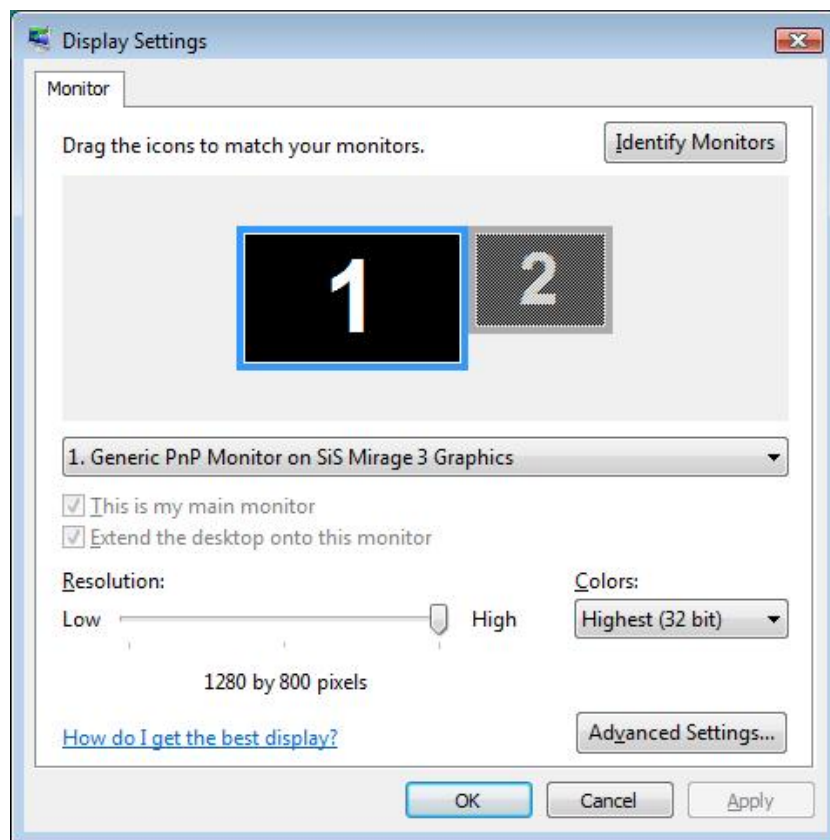 Display Settings
Monitor
Drag the icons to match your monitors.
Identify Monitors
1
2
1. Generic PnP Monitor on SiS Mirage 3 Graphics
This is my main monitor
Extend the desktop onto this monitor
Resolution:
Colors:
Low
High
Highest (32 bit)
1280 by 800 pixels
How do I get the best display?
Advanced Settings...
OK
Cancel
Apply